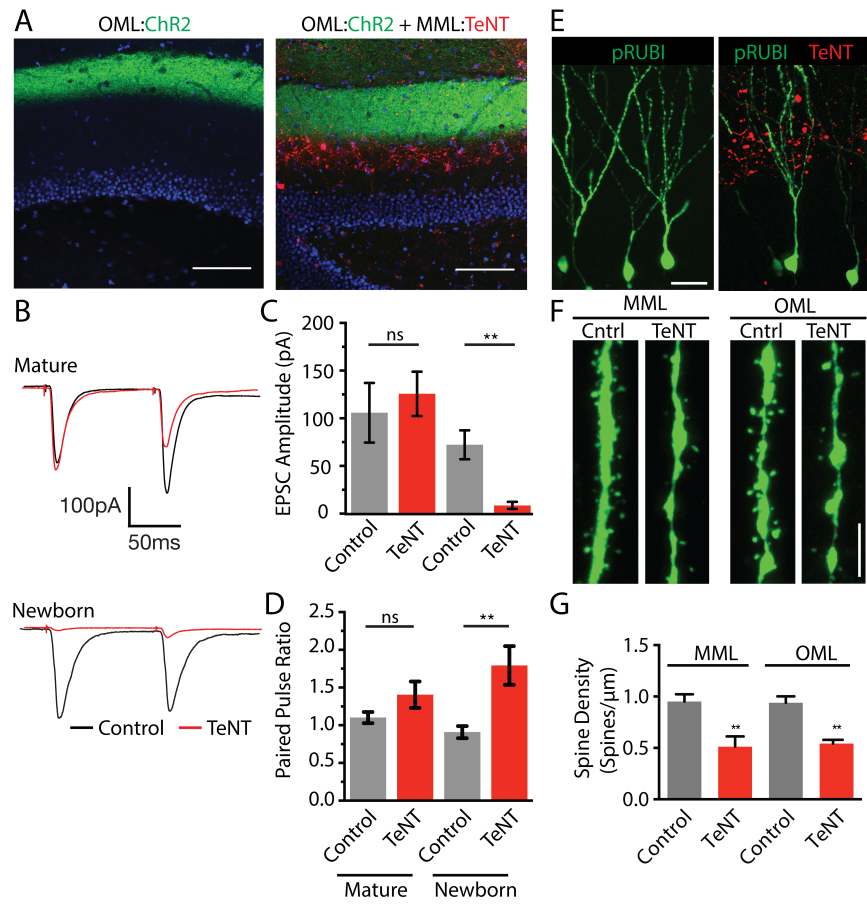 A
OML:ChR2
OML:ChR2 + MML:TeNT
B
Mature
100pA
50ms
Newborn
Control
TeNT
C
EPSC Amplitude (pA)
200
150
100
50
0
ns
**
Control
TeNT
Control
TeNT
D
Paired Pulse Ratio
2.5
2.0
1.5
1.0
0.5
0.0
ns
**
Control
TeNT
Control
TeNT
Mature
Newborn
E
pRUBI
pRUBI TeNT
F
MML
OML
Cntrl
TeNT
Cntrl
TeNT
G
Spine Density
(Spines/μm)
1.5
1.0
0.5
0.0
MML
OML
**
**
Control
TeNT
Control
TeNT